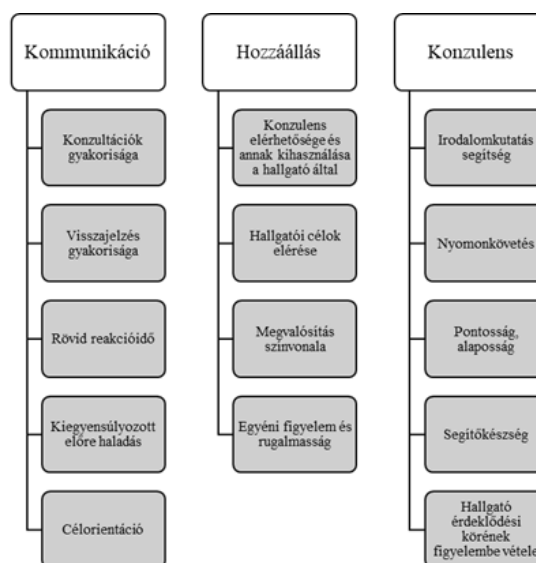 Kommunikáció
Konzultációk
gyakorisága
Visszajelzés
gyakorisága
Rövid reakcióidő
Kiegyensúlyozott
előre haladás
Célorientáció
Hozzáállás
Konzulens
elérhetősége és
annak kihasználása
a hallgató által
Hallgatói célok
elérése
Megvalósítás
színvonala
Egyéni figyelem és
rugalmasság
Konzulens
Irodalomkutatás
segítség
Nyomonkövetés
Pontosság,
alaposság
Segítőkészség
Hallgató
érdeklődési
körének
figyelembe vétele